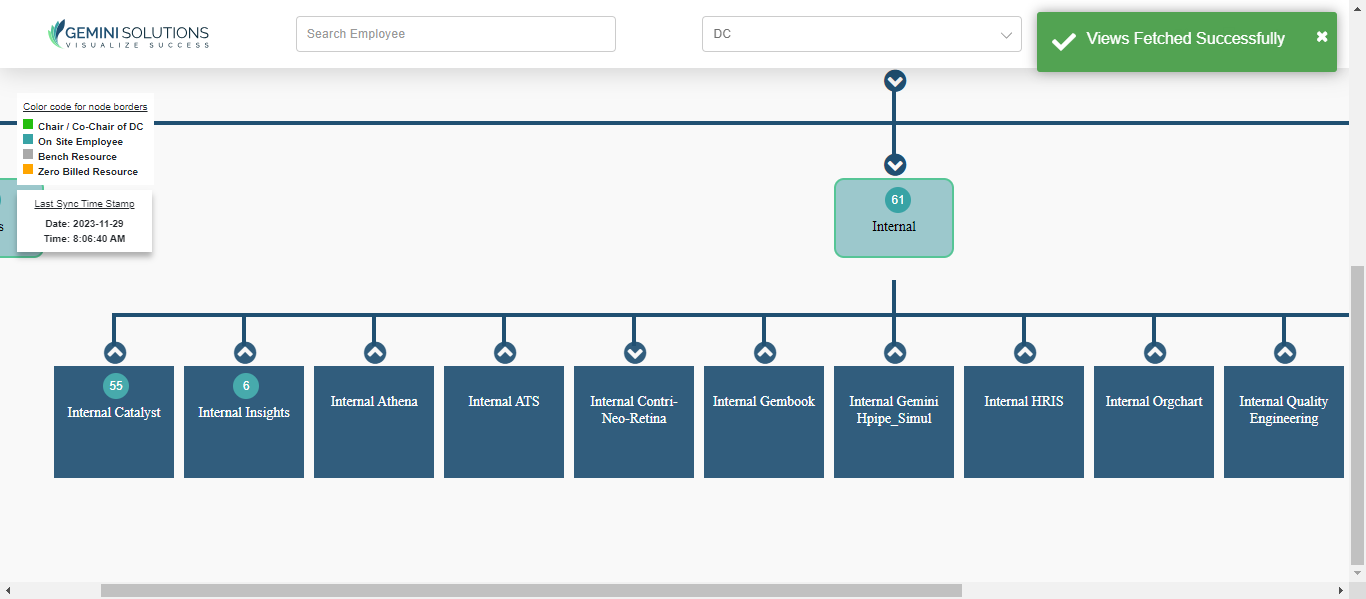 GEMINI SOLUTIONS
VISUALIZE SUCCESS
Search Employee
DC
Views Fetched Successfully
Color code for node borders
Chair / Co-Chair of DC
On Site Employee
Bench Resource
Zero Billed Resource
Last Sync Time Stamp
Date: 2023-11-29
Time: 8:06:40 AM
s
61
Internal
55
Internal Catalyst
6
Internal Insights
Internal Athena
Internal ATS
Internal Contri-
Neo-Retina
Internal Gembook
Internal Gemini
Hpipe_Simul
Internal HRIS
Internal Orgchart
Internal Quality
Engineering